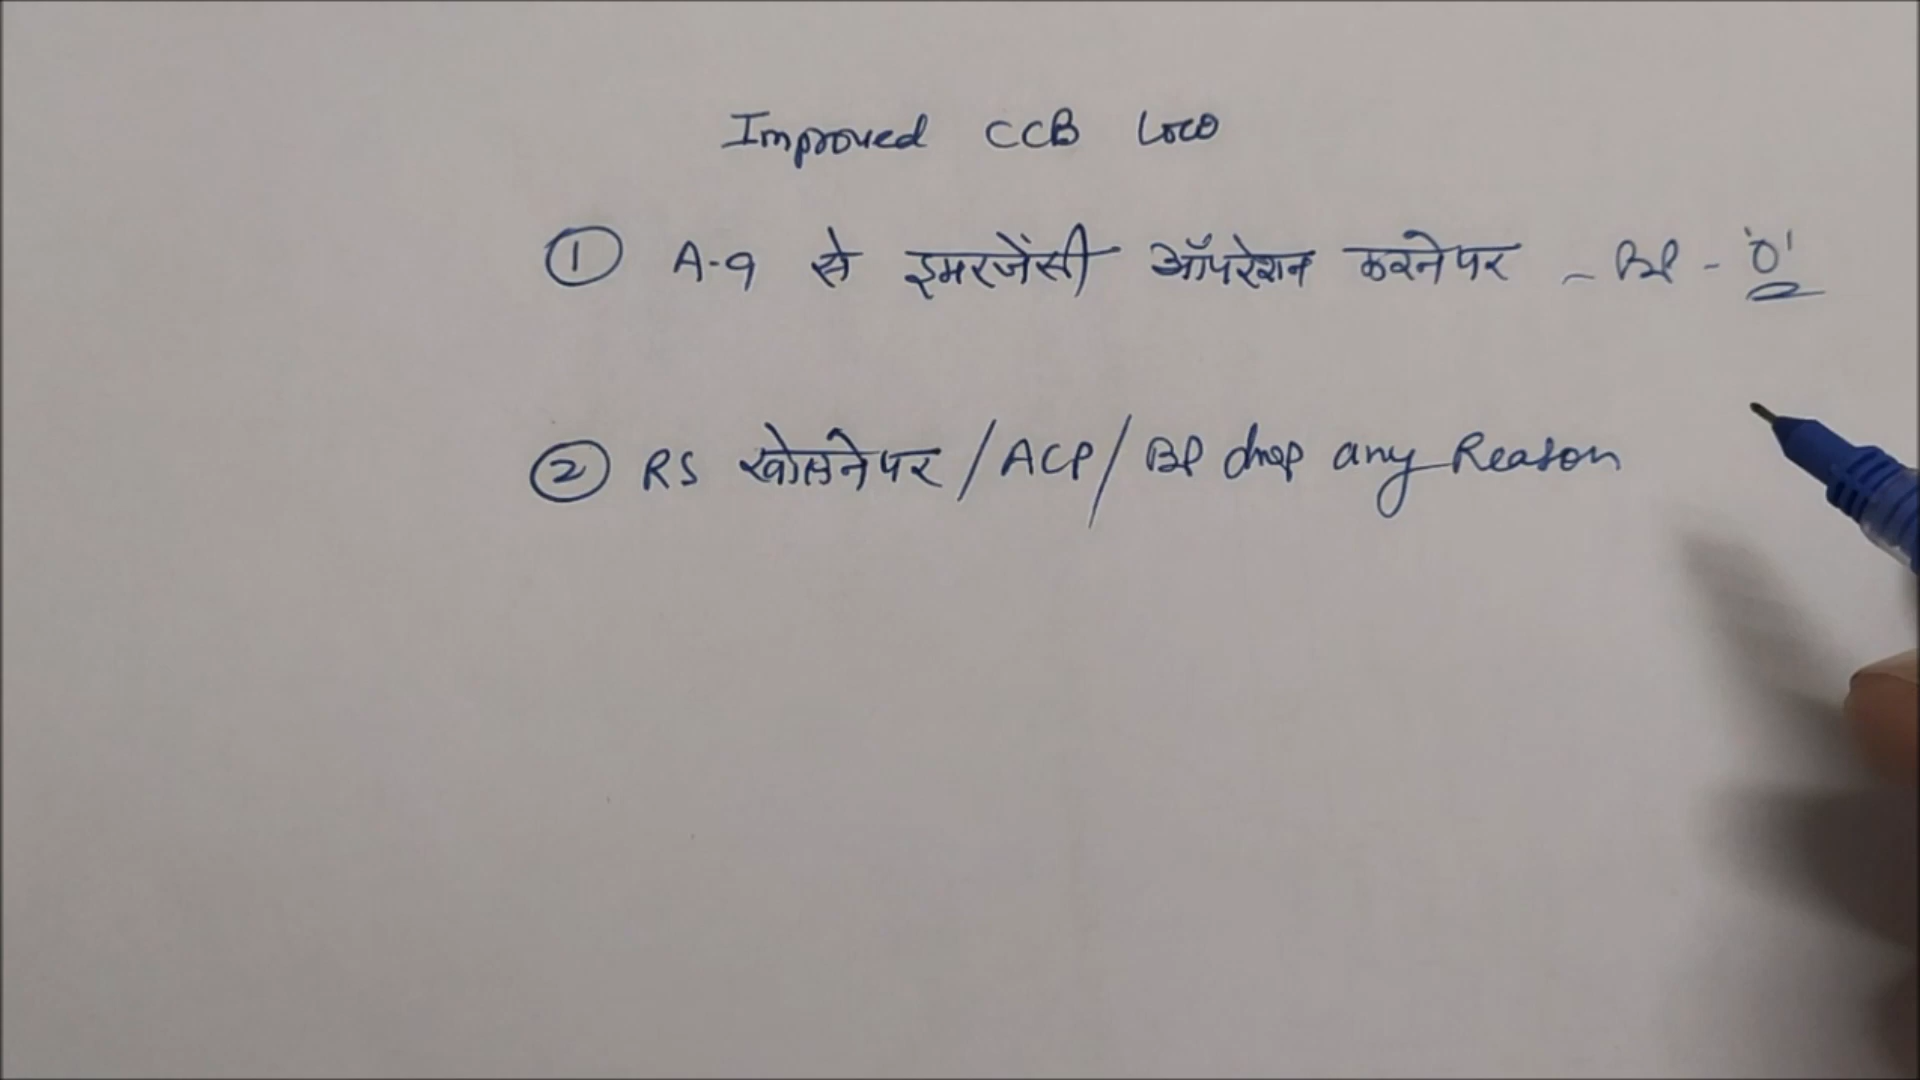 Improved CCB Loco
① A-9 से इमरजेंसी ऑपरेशन करनेपर - BP - '0'
② RS खोलनेपर / ACP / BP drop any Reason